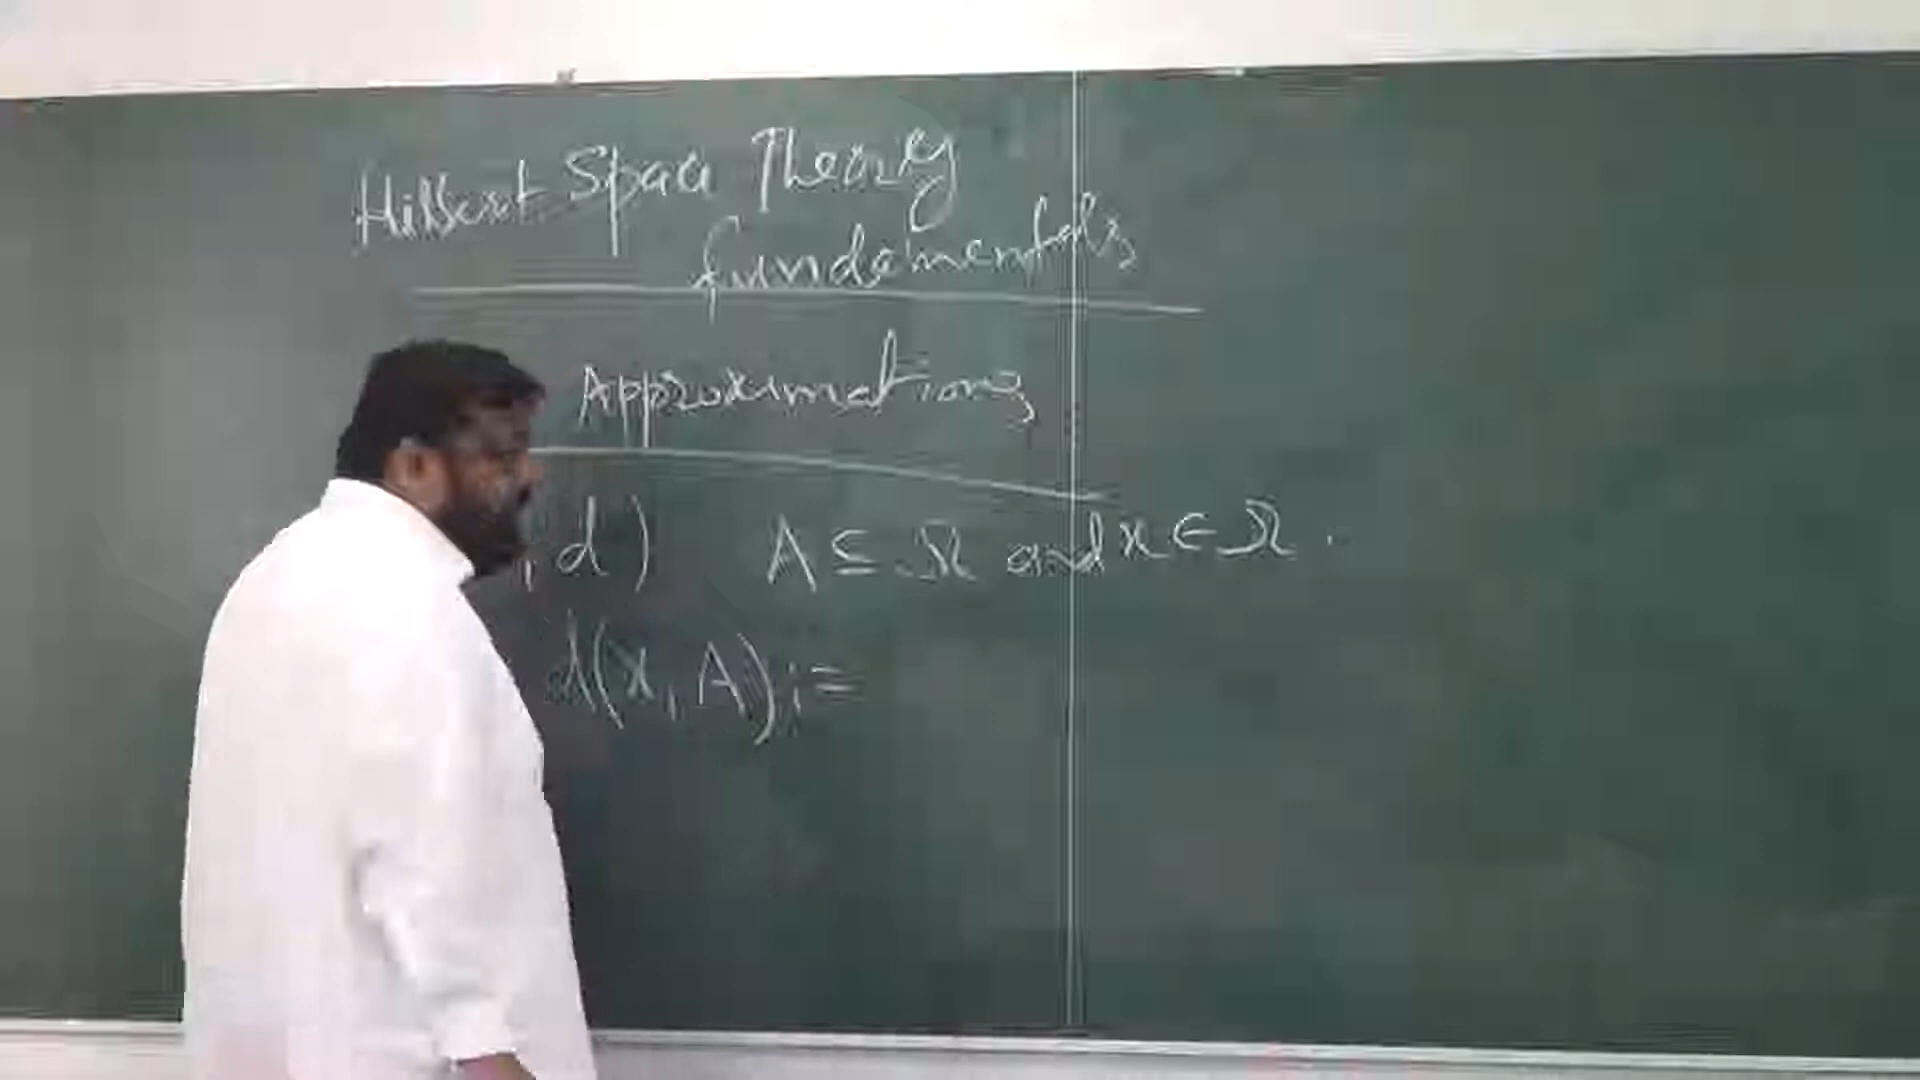 Hilbert Space Theory
fundamentals
Approximations
, d) A ⊆ Ω and x ∈ Ω .
d(x, A) :=